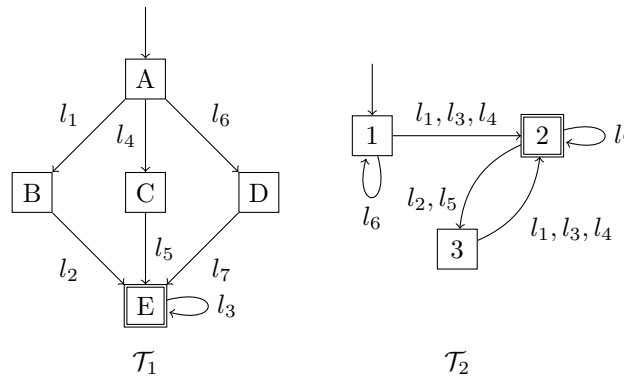 A
l₁
l₄
l₆
B
C
D
l₂
l₅
l₇
E
l₃
𝒯₁
1
l₁, l₃, l₄
2
l₆
l₂, l₅
3
l₁, l₃, l₄
𝒯₂